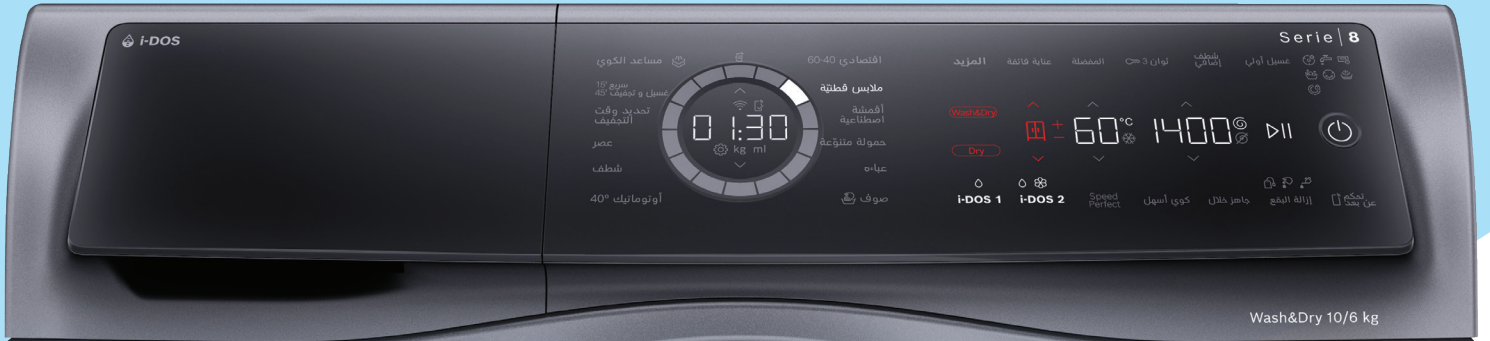 i-DOS
مساعد الكوي
سريع °15
غسيل و تجفيف °45
تحديد وقت
التجفيف
عصر
شطف
أوتوماتيك °40
01:30
kg ml
اقتصادي 40-60
ملابس قطنيّة
أقمشة
اصطناعية
حمولة متنوّعة
عباءه
صوف
Serie | 8
المزيد
عناية فائقة
المفضلة
ثوان 3
شطف
إضافي
غسيل أولي
Wash&Dry
Dry
+
−
60 °C
1400
i-DOS 1
i-DOS 2
Speed
Perfect
كوي أسهل
جاهز خلال
إزالة البقع
تحكم
عن بعد
Wash&Dry 10/6 kg